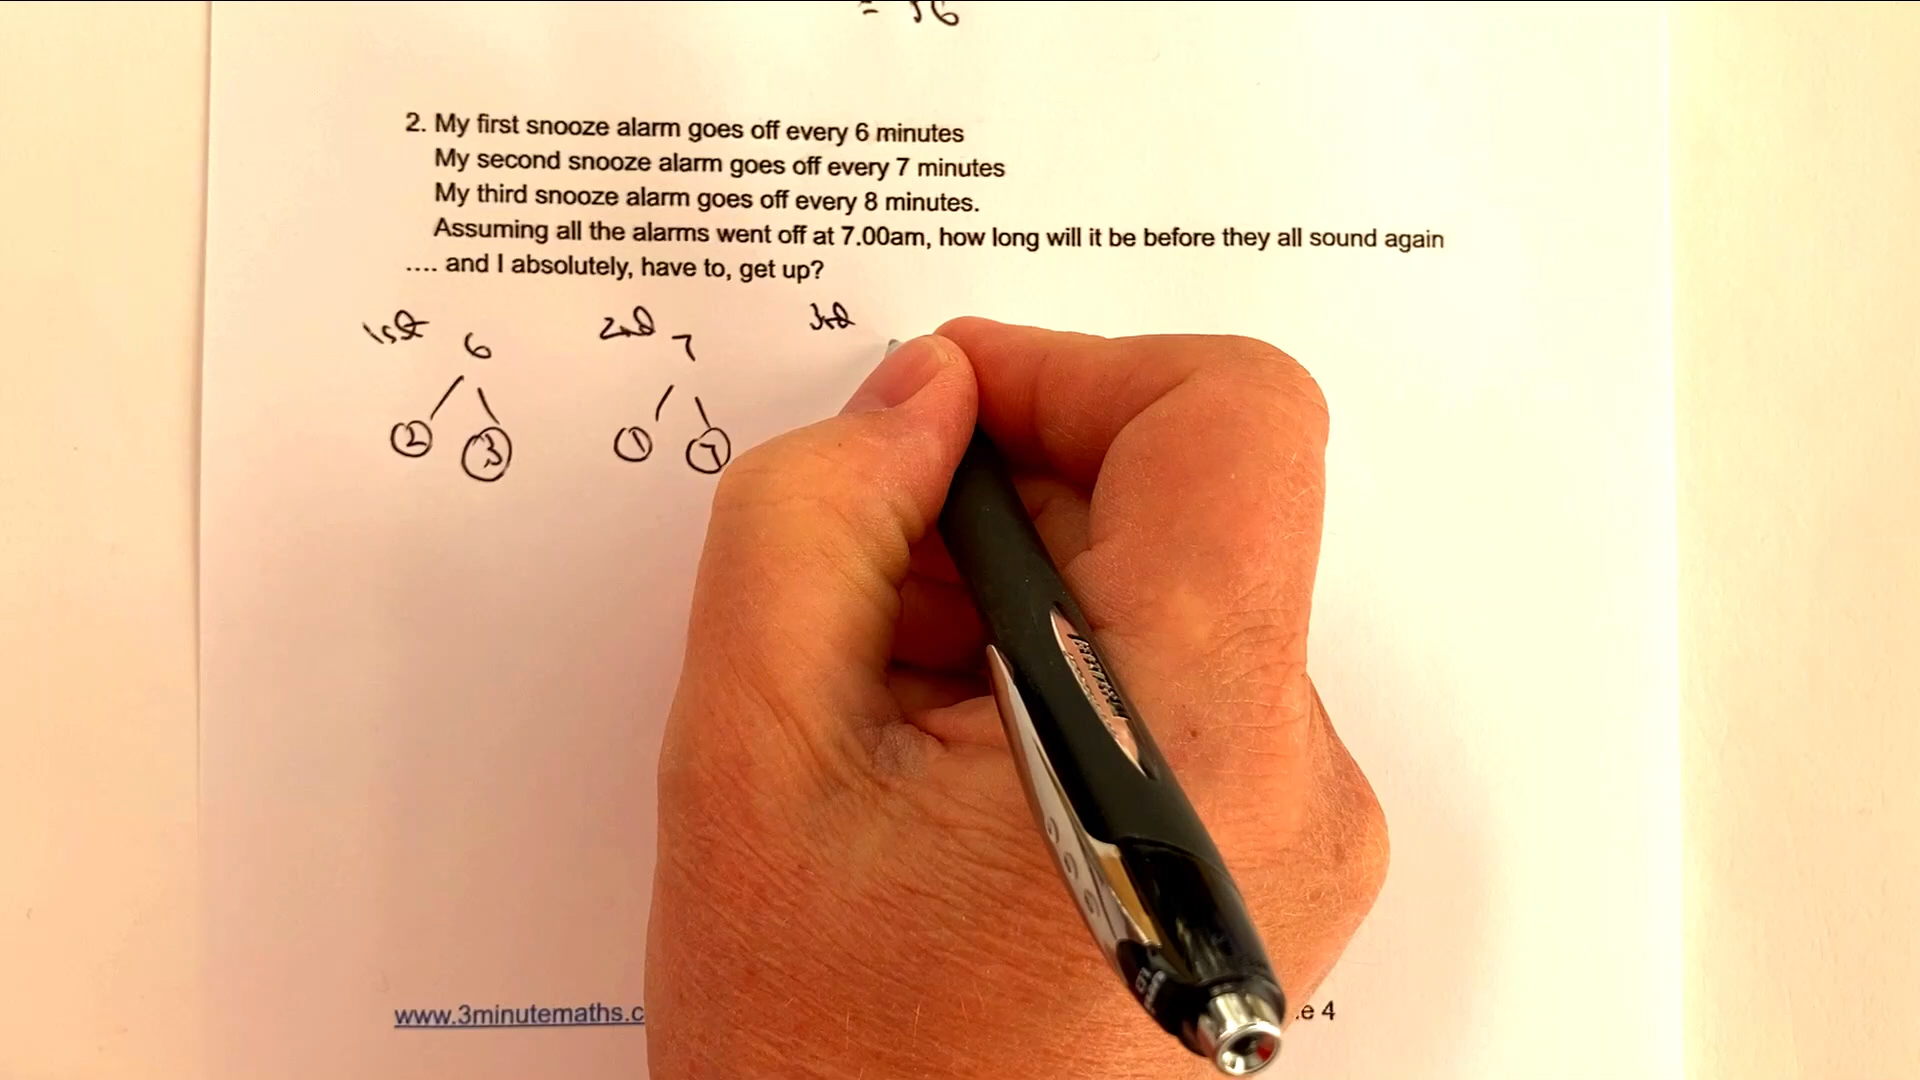 = 56
2. My first snooze alarm goes off every 6 minutes
My second snooze alarm goes off every 7 minutes
My third snooze alarm goes off every 8 minutes.
Assuming all the alarms went off at 7.00am, how long will it be before they all sound again
.... and I absolutely, have to, get up?
1st 6 2nd 7 3rd
2 3 1 7
www.3minutemaths.c
.e 4